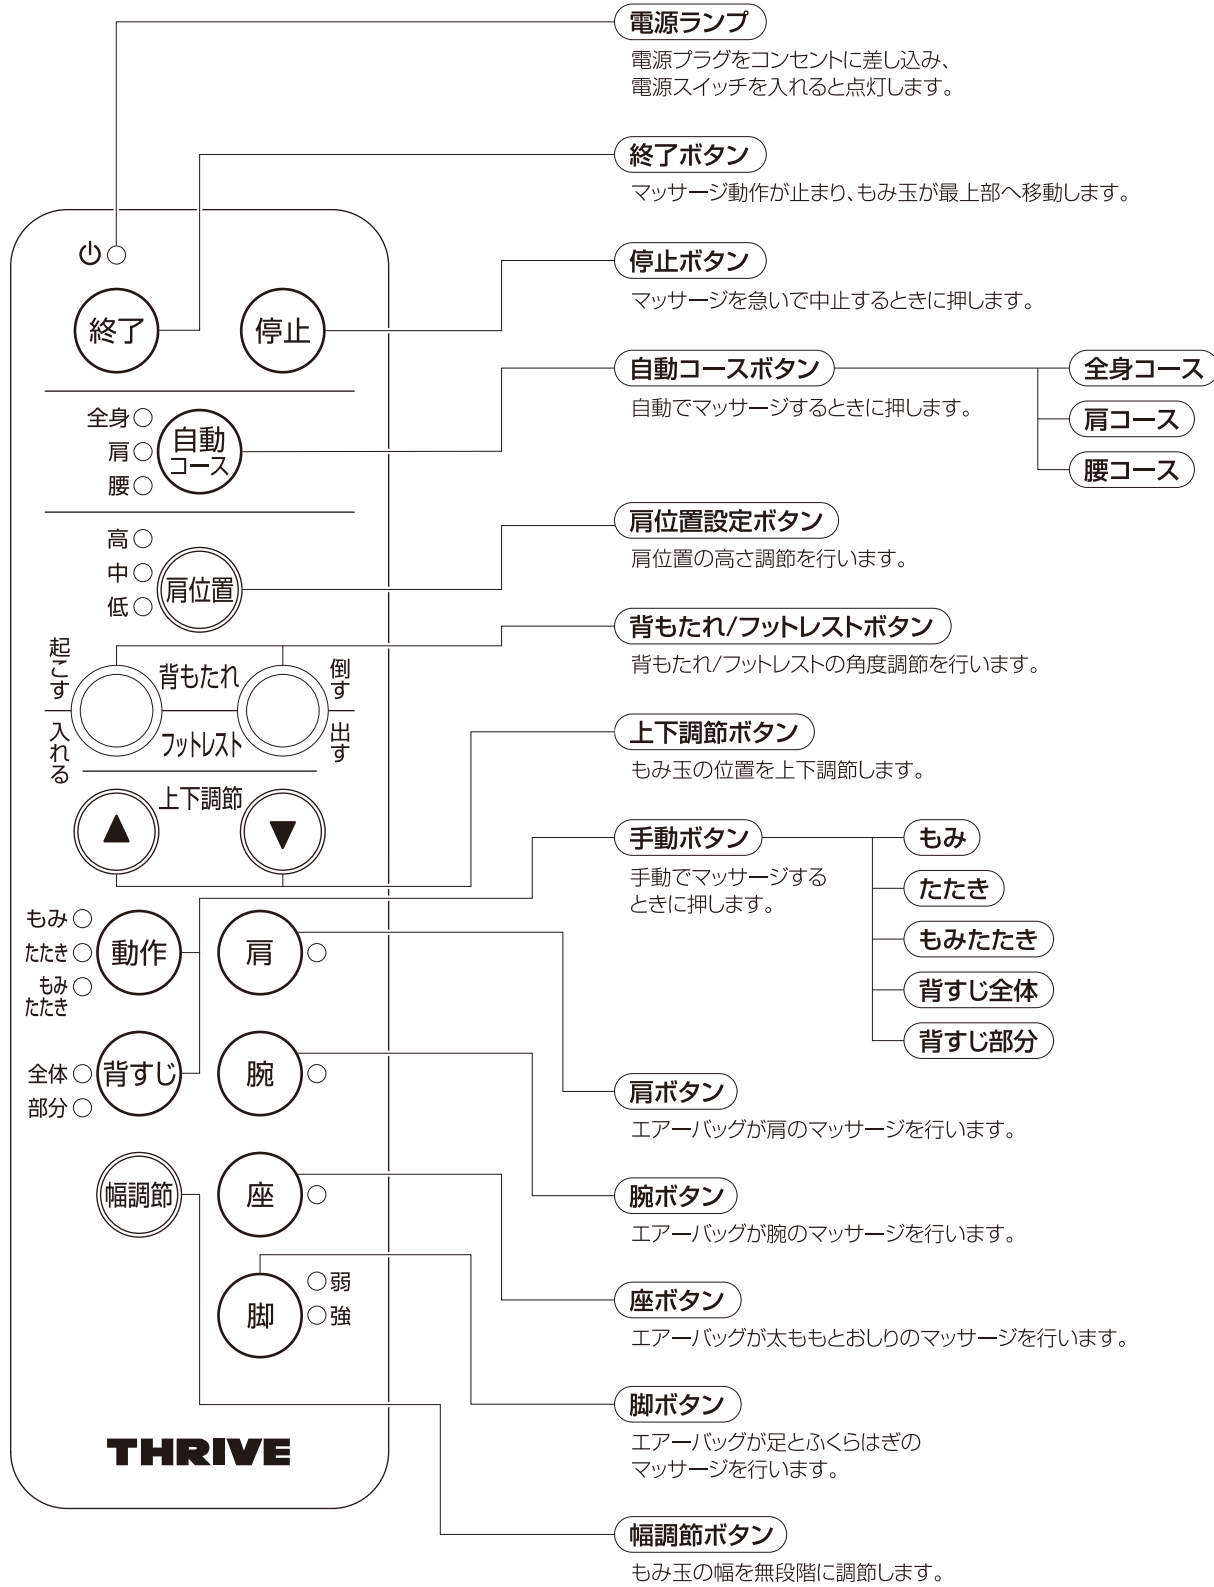 電源ランプ
電源プラグをコンセントに差し込み、
電源スイッチを入れると点灯します。
終了ボタン
マッサージ動作が止まり、もみ玉が最上部へ移動します。
停止ボタン
マッサージを急いで中止するときに押します。
自動コースボタン
自動でマッサージするときに押します。
全身コース
肩コース
腰コース
肩位置設定ボタン
肩位置の高さ調節を行います。
背もたれ/フットレストボタン
背もたれ/フットレストの角度調節を行います。
上下調節ボタン
もみ玉の位置を上下調節します。
手動ボタン
手動でマッサージする
ときに押します。
もみ
たたき
もみたたき
背すじ全体
背すじ部分
肩ボタン
エアーバッグが肩のマッサージを行います。
腕ボタン
エアーバッグが腕のマッサージを行います。
座ボタン
エアーバッグが太ももとおしりのマッサージを行います。
脚ボタン
エアーバッグが足とふくらはぎの
マッサージを行います。
幅調節ボタン
もみ玉の幅を無段階に調節します。
終了
停止
全身
肩
腰
自動
コース
高
中
低
肩位置
起こす
背もたれ
倒す
入れる
フットレスト
出す
上下調節
▲
▼
もみ
たたき
もみ
たたき
動作
肩
全体
部分
背すじ
腕
幅調節
座
脚
弱
強
THRIVE